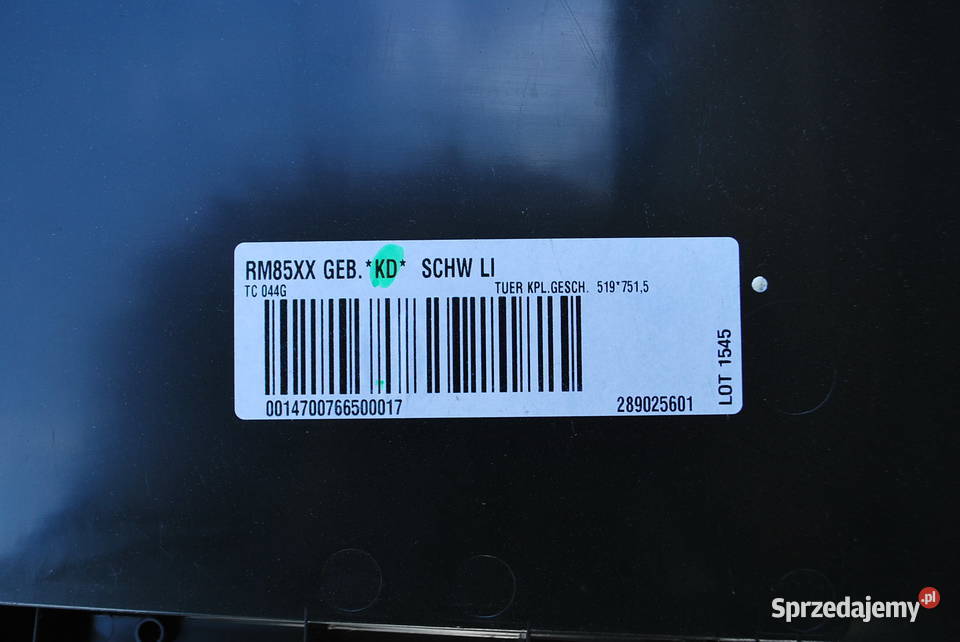 RM85XX GEB.*KD* SCHW LI
TC 044G TUER KPL.GESCH. 519*751,5
0014700766500017 289025601
LOT 1545
Sprzedajemy.pl